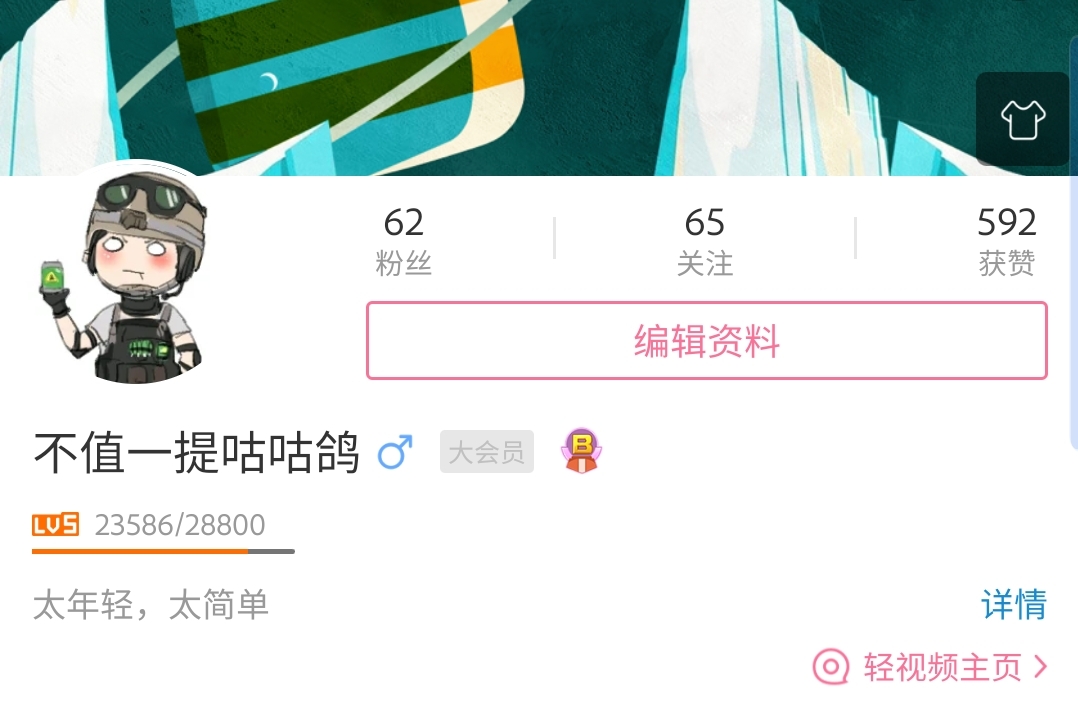 62 65 592
粉丝 关注 获赞
编辑资料
不值一提咕咕鸽 大会员 B
LV5 23586/28800
太年轻，太简单 详情
轻视频主页